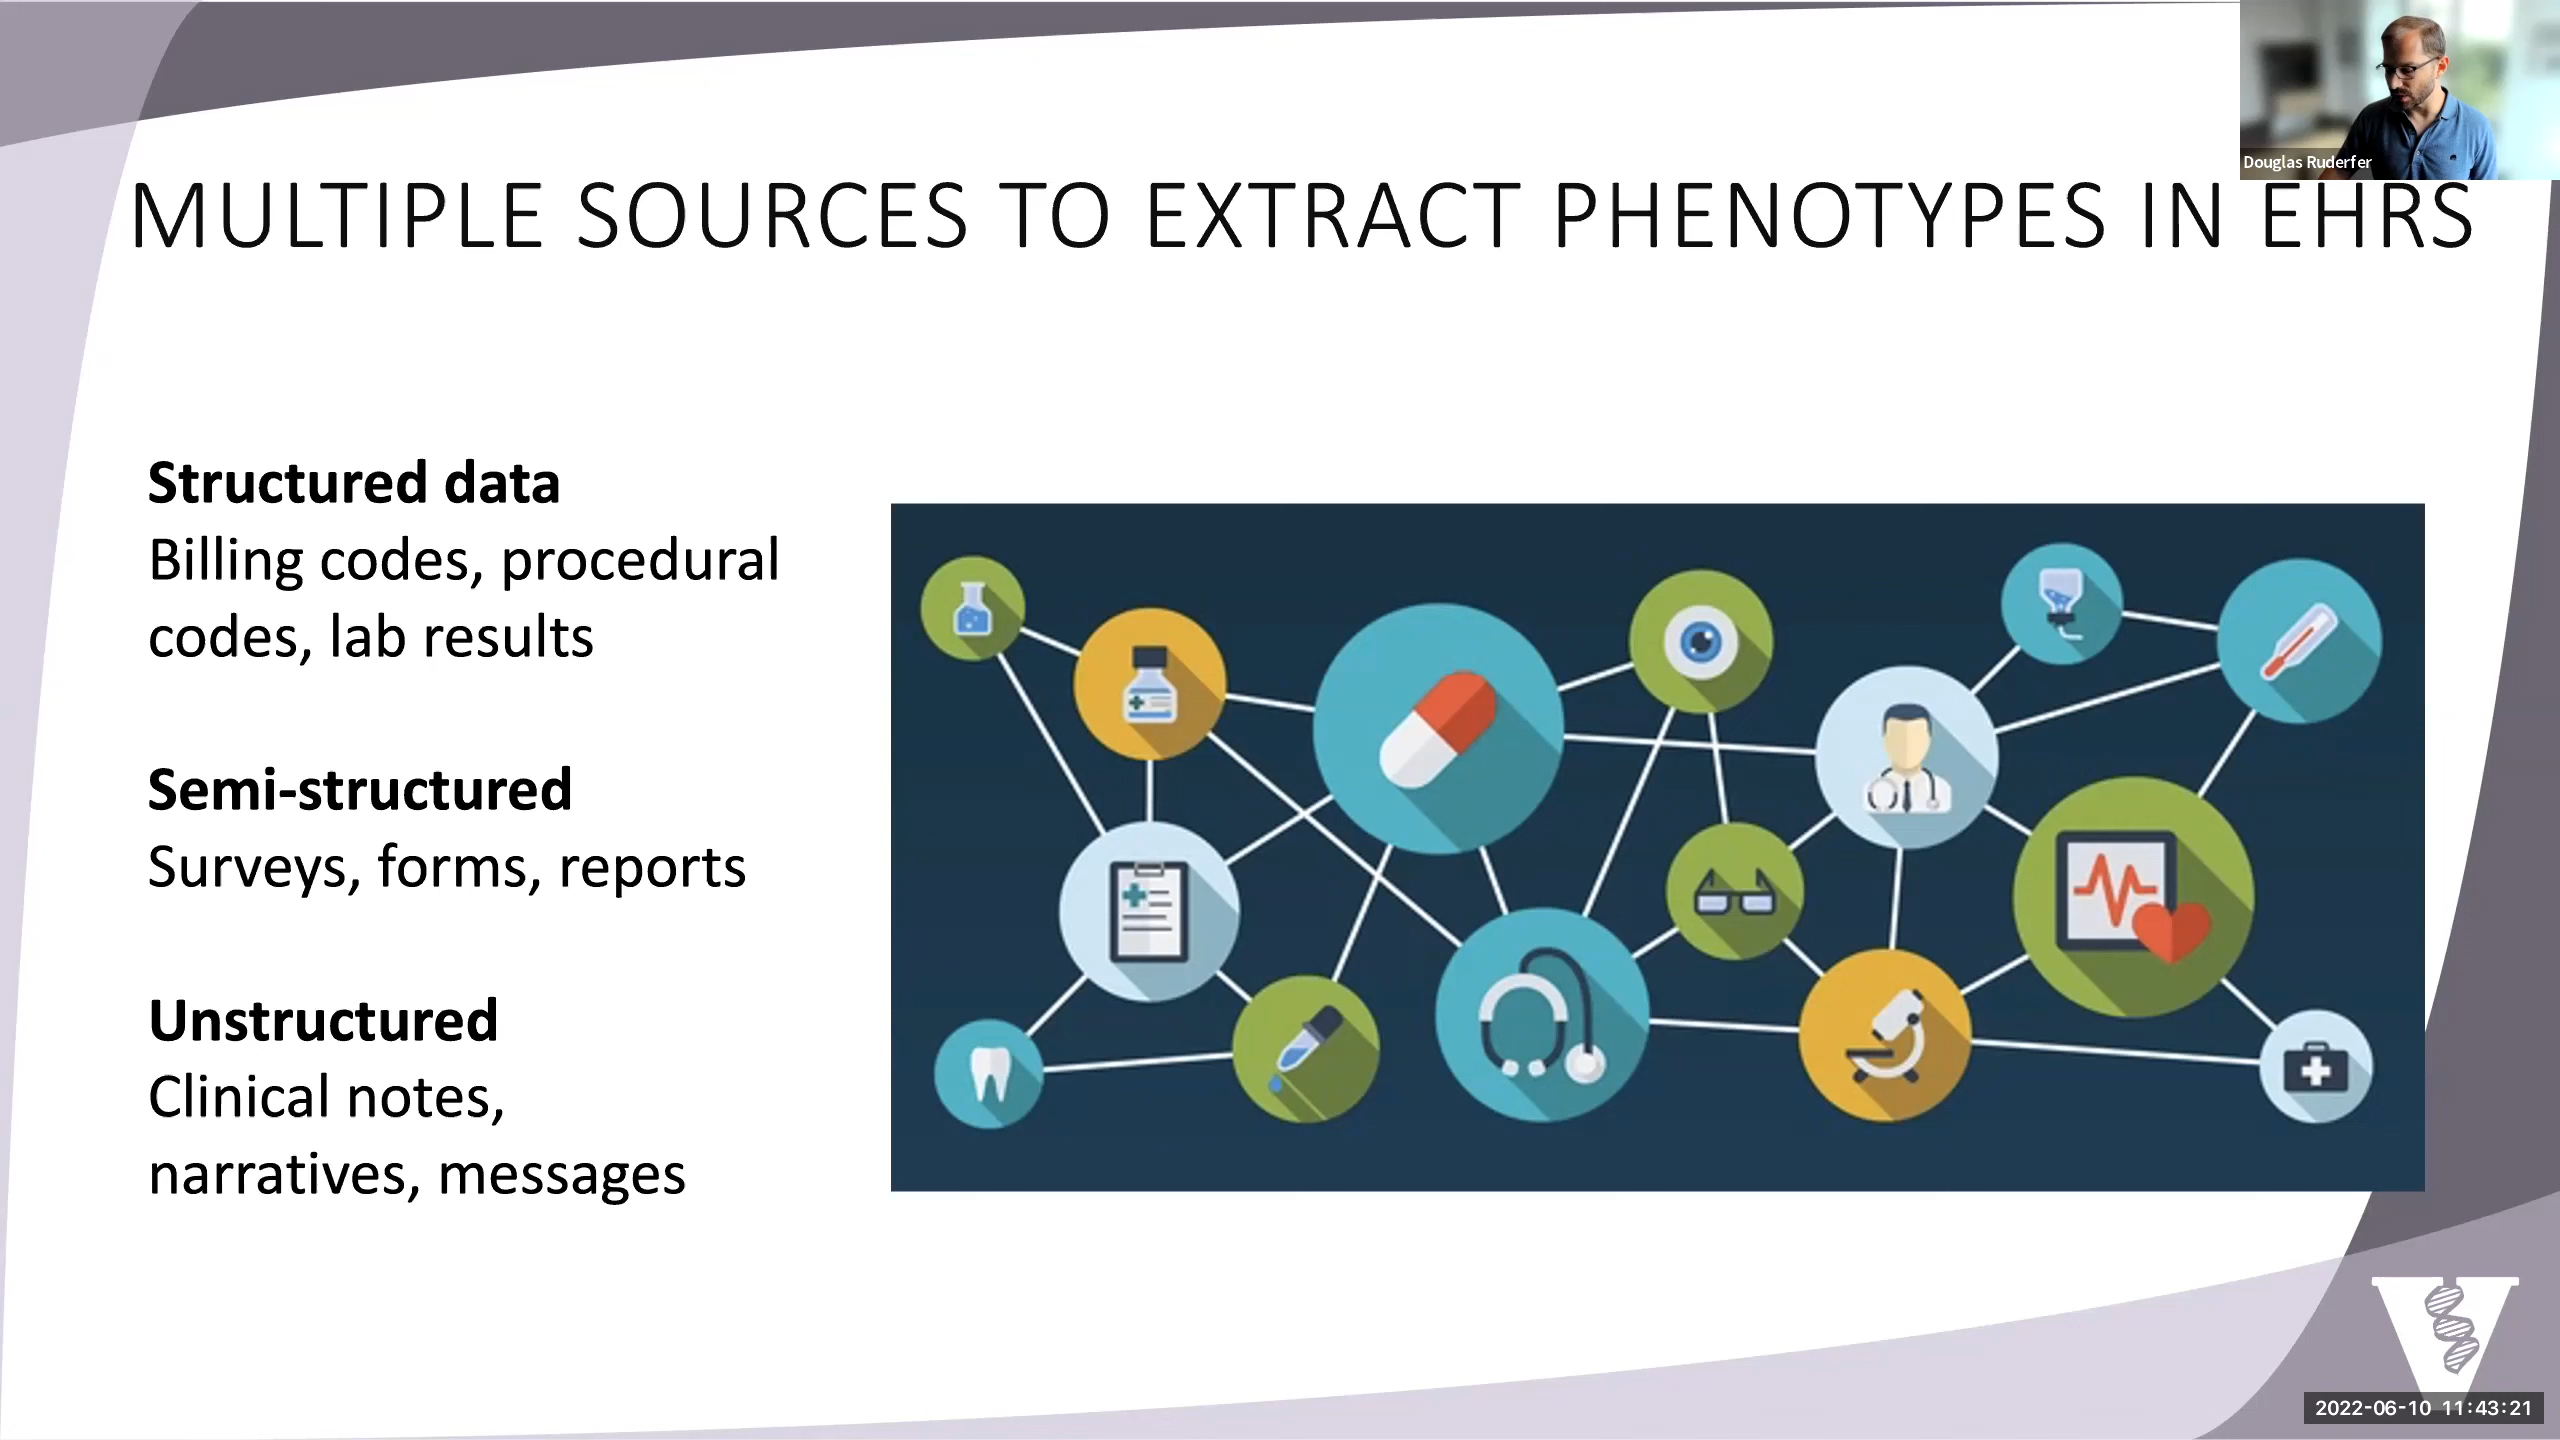 Douglas Ruderfer
MULTIPLE SOURCES TO EXTRACT PHENOTYPES IN EHRS
Structured data
Billing codes, procedural
codes, lab results
Semi-structured
Surveys, forms, reports
Unstructured
Clinical notes,
narratives, messages
V
2022-06-10 11:43:21